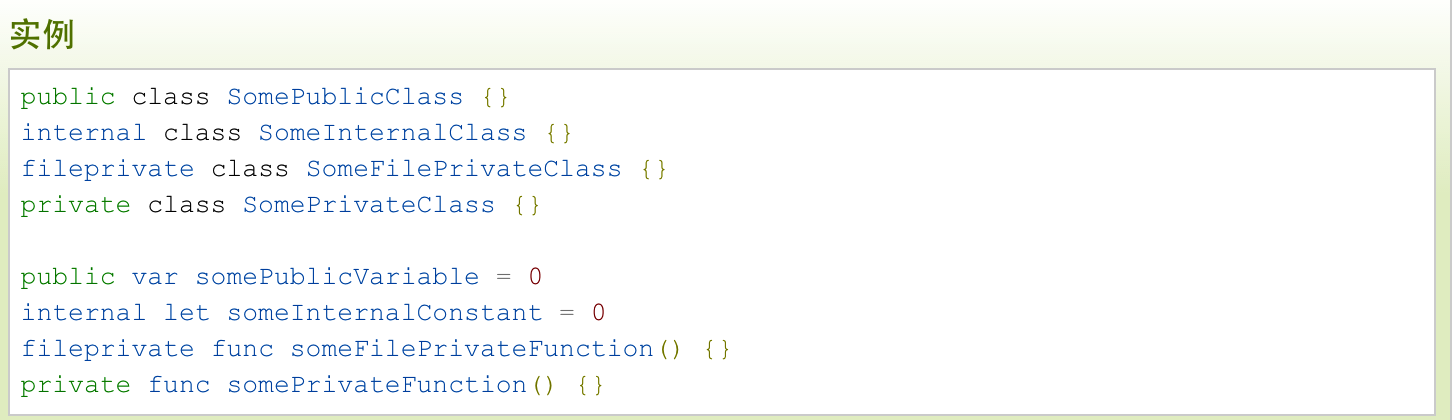 实例
public class SomePublicClass {}
internal class SomeInternalClass {}
fileprivate class SomeFilePrivateClass {}
private class SomePrivateClass {}
public var somePublicVariable = 0
internal let someInternalConstant = 0
fileprivate func someFilePrivateFunction() {}
private func somePrivateFunction() {}